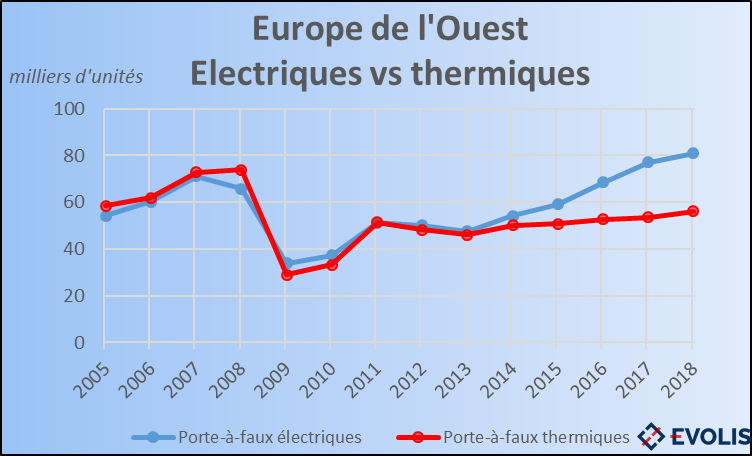 Europe de l'Ouest
Electriques vs thermiques
milliers d'unités
100
80
60
40
20
0
2005 2006 2007 2008 2009 2010 2011 2012 2013 2014 2015 2016 2017 2018
Porte-à-faux électriques Porte-à-faux thermiques EVOLIS